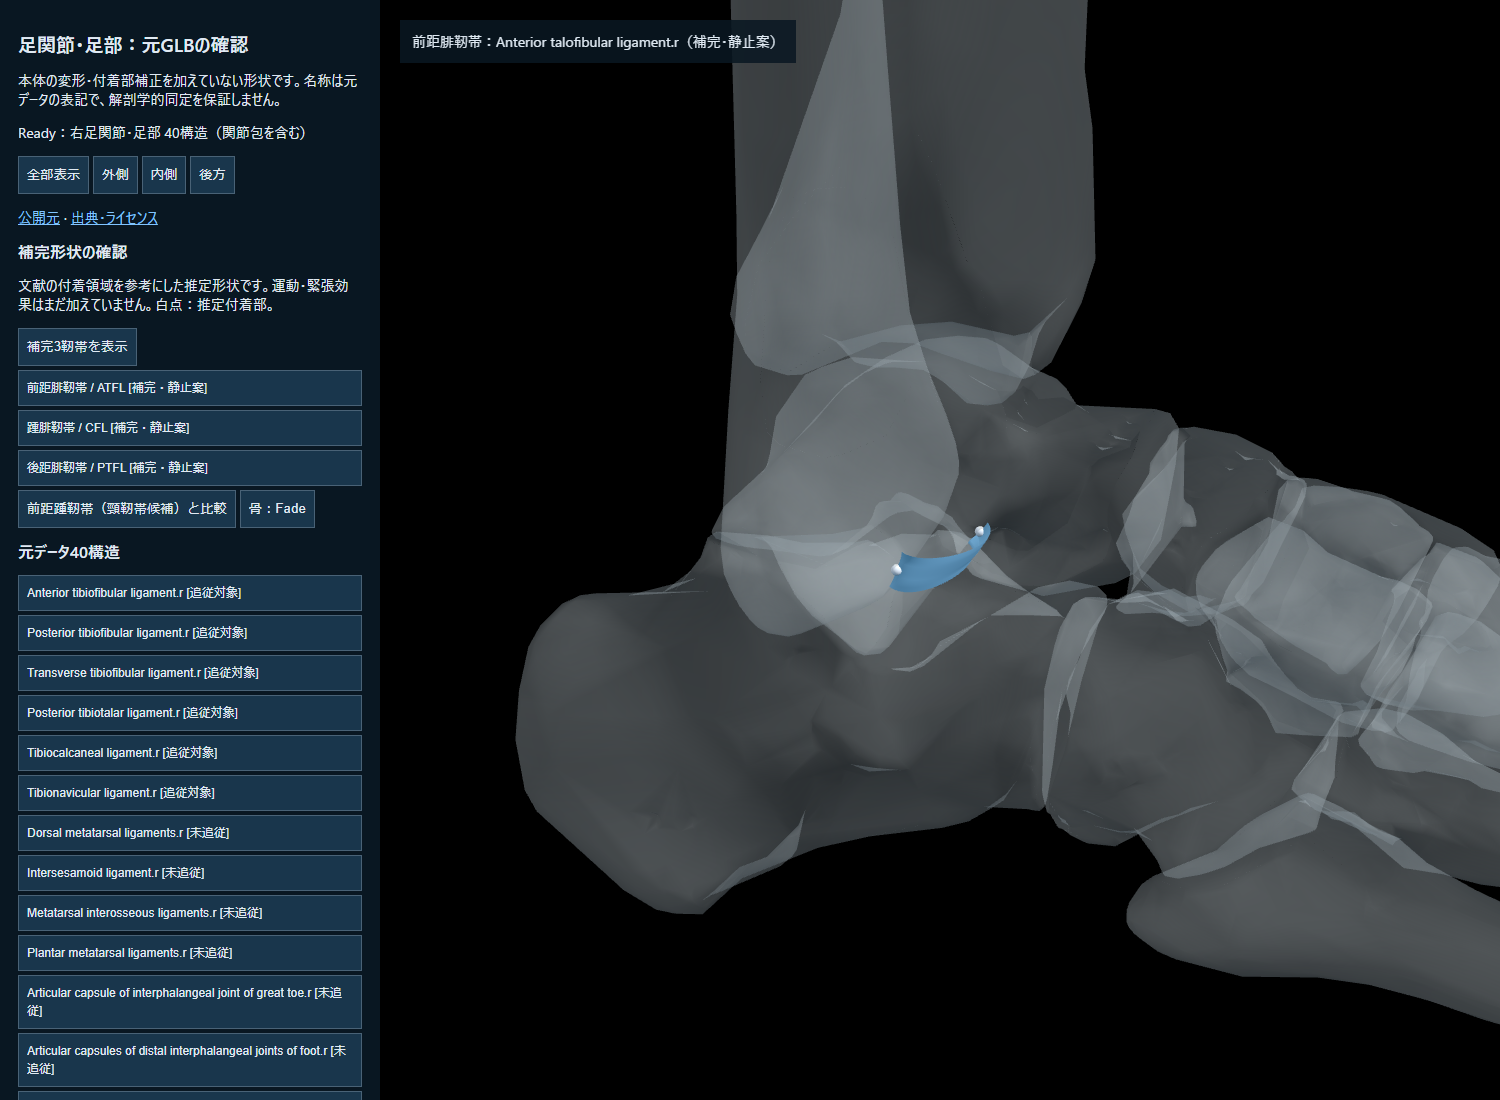 足関節・足部：元GLBの確認
本体の変形・付着部補正を加えていない形状です。名称は元
データの表記で、解剖学的同定を保証しません。
Ready：右足関節・足部 40構造（関節包を含む）
全部表示 外側 内側 後方
公開元 · 出典・ライセンス
補完形状の確認
文献の付着領域を参考にした推定形状です。運動・緊張効
果はまだ加えていません。白点：推定付着部。
補完3靭帯を表示
前距腓靭帯 / ATFL [補完・静止案]
踵腓靭帯 / CFL [補完・静止案]
後距腓靭帯 / PTFL [補完・静止案]
前距踵靭帯（頸靭帯候補）と比較 骨：Fade
元データ40構造
Anterior tibiofibular ligament.r [追従対象]
Posterior tibiofibular ligament.r [追従対象]
Transverse tibiofibular ligament.r [追従対象]
Posterior tibiotalar ligament.r [追従対象]
Tibiocalcaneal ligament.r [追従対象]
Tibionavicular ligament.r [追従対象]
Dorsal metatarsal ligaments.r [未追従]
Intersesamoid ligament.r [未追従]
Metatarsal interosseous ligaments.r [未追従]
Plantar metatarsal ligaments.r [未追従]
Articular capsule of interphalangeal joint of great toe.r [未追
従]
Articular capsules of distal interphalangeal joints of foot.r [未
追従]
前距腓靭帯：Anterior talofibular ligament.r（補完・静止案）